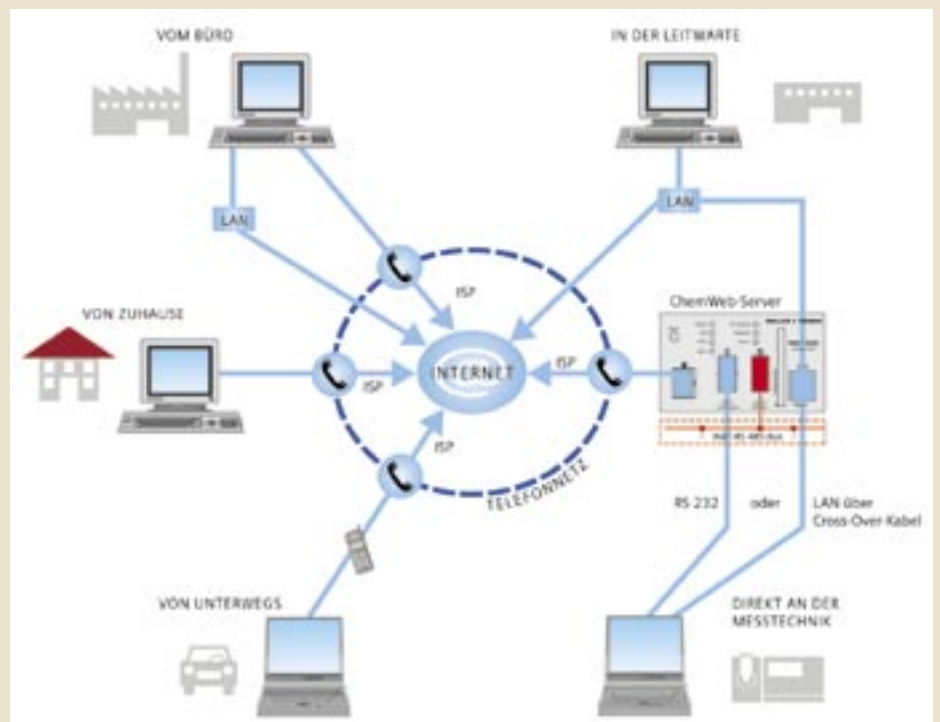 VOM BÜRO
IN DER LEITWARTE
LAN
LAN
ISP
VON ZUHAUSE
ChemWeb-Server
INTERNET
ISP
ISP
ISP
TELEFONNETZ
RS 232 oder LAN über
Cross-Over-Kabel
VON UNTERWEGS
DIREKT AN DER
MESSTECHNIK